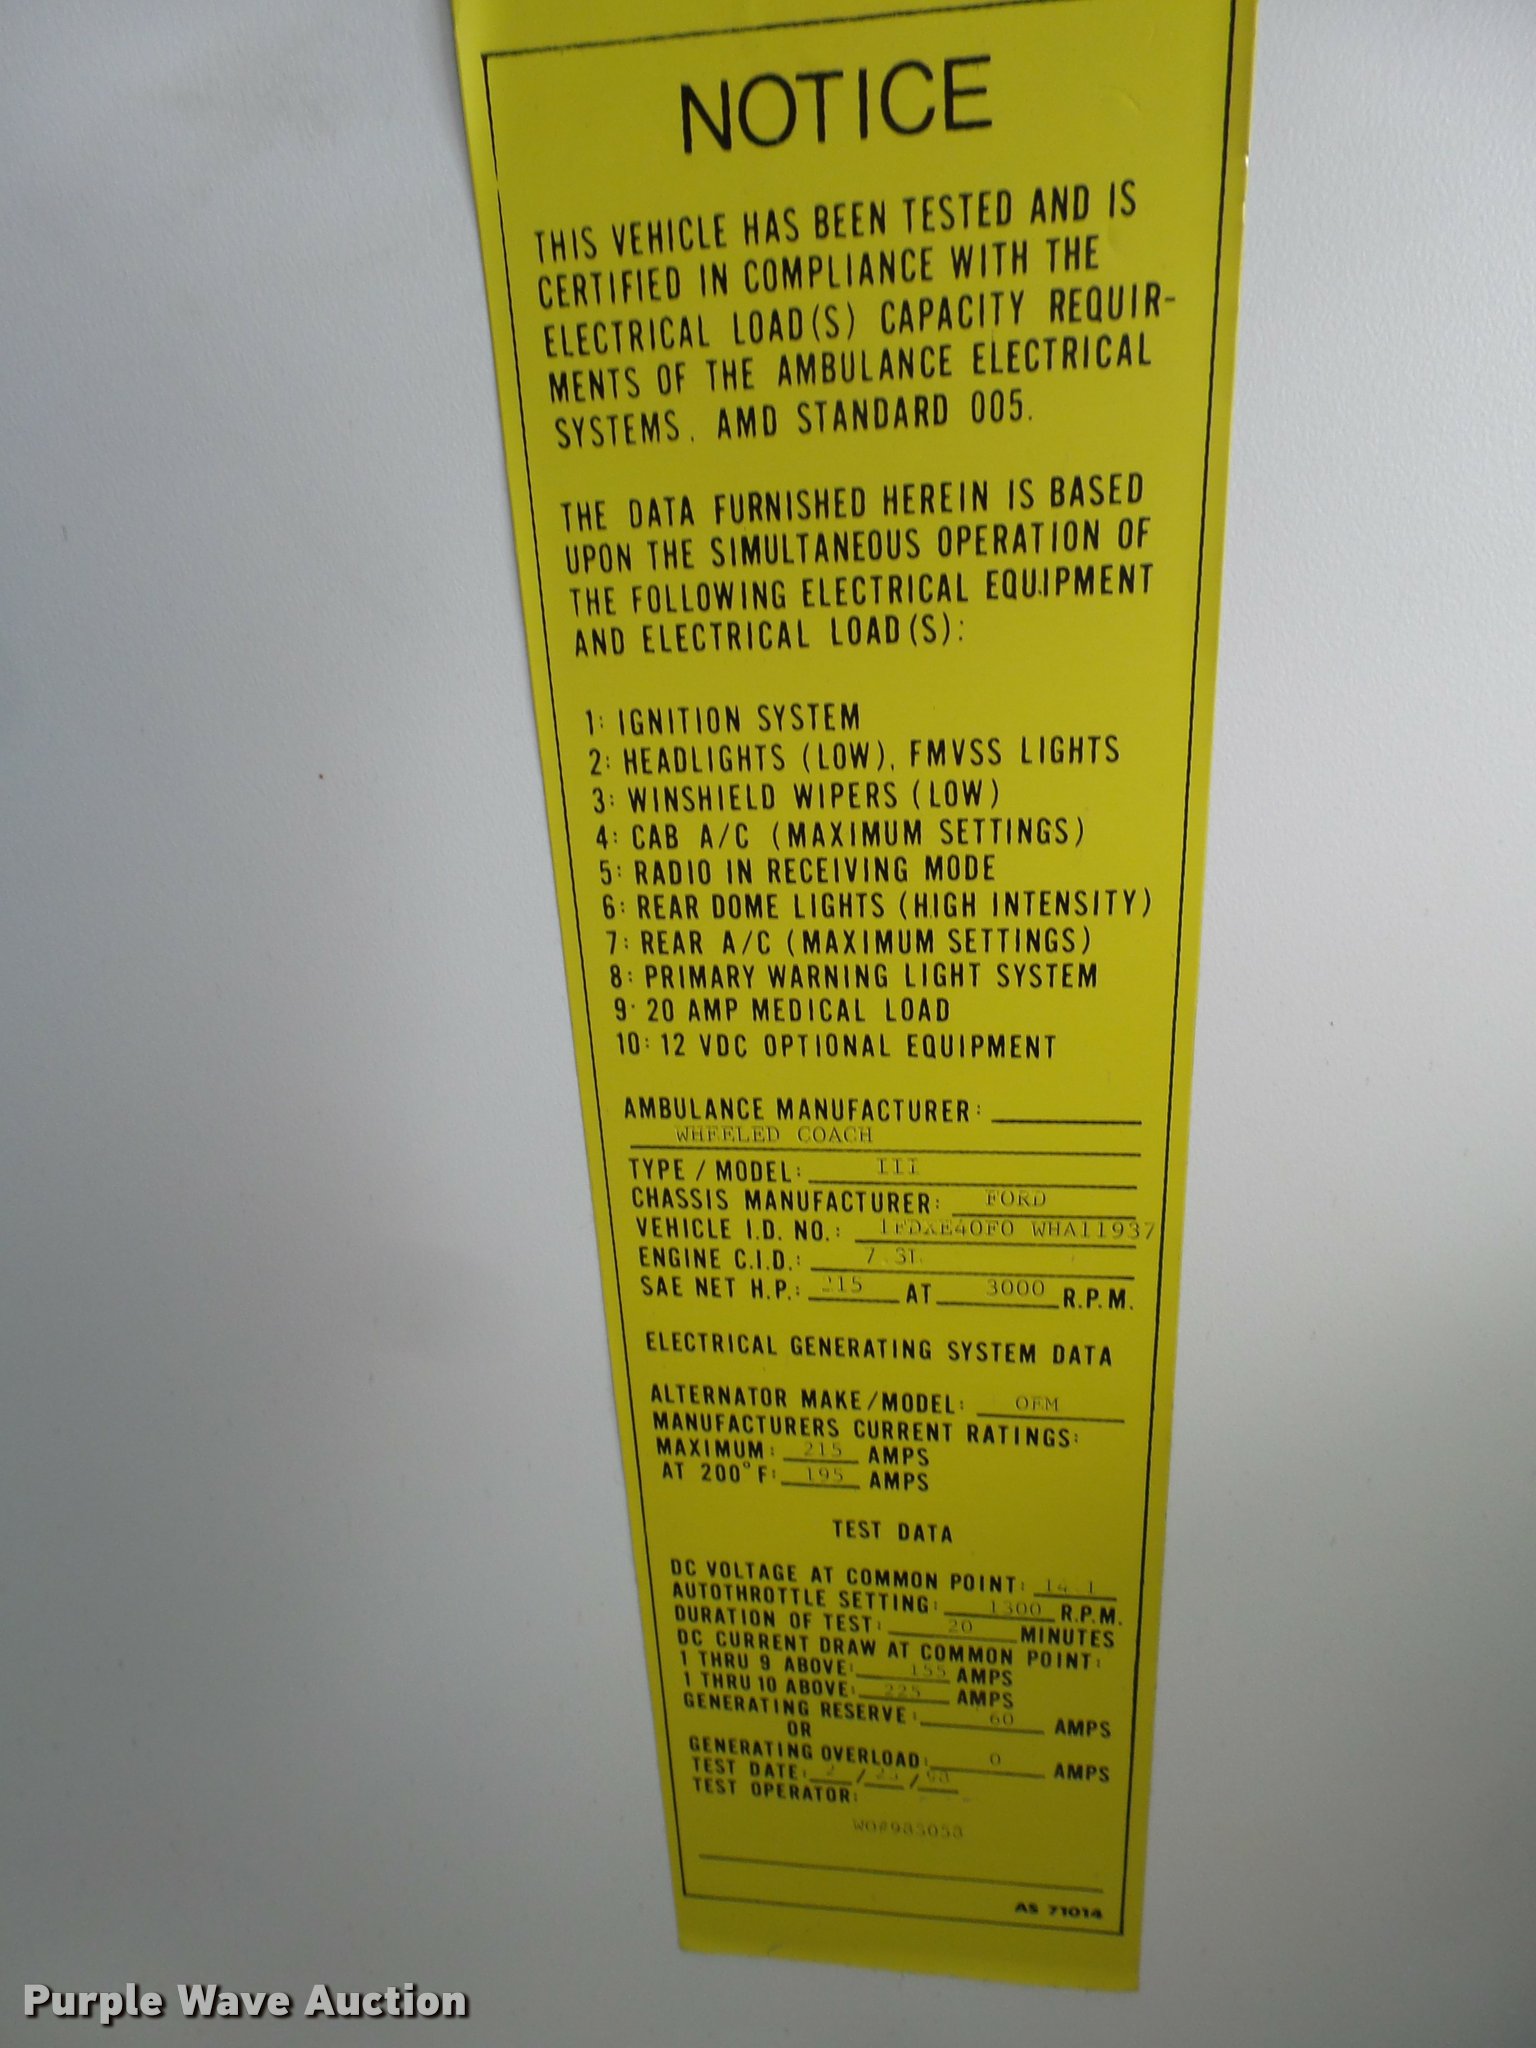 NOTICE
THIS VEHICLE HAS BEEN TESTED AND IS
CERTIFIED IN COMPLIANCE WITH THE
ELECTRICAL LOAD(S) CAPACITY REQUIR-
MENTS OF THE AMBULANCE ELECTRICAL
SYSTEMS. AMD STANDARD 005.
THE DATA FURNISHED HEREIN IS BASED
UPON THE SIMULTANEOUS OPERATION OF
THE FOLLOWING ELECTRICAL EQUIPMENT
AND ELECTRICAL LOAD(S):
1: IGNITION SYSTEM
2: HEADLIGHTS (LOW), FMVSS LIGHTS
3: WINSHIELD WIPERS (LOW)
4: CAB A/C (MAXIMUM SETTINGS)
5: RADIO IN RECEIVING MODE
6: REAR DOME LIGHTS (HIGH INTENSITY)
7: REAR A/C (MAXIMUM SETTINGS)
8: PRIMARY WARNING LIGHT SYSTEM
9: 20 AMP MEDICAL LOAD
10: 12 VDC OPTIONAL EQUIPMENT
AMBULANCE MANUFACTURER:
WHEELED COACH
TYPE / MODEL: III
CHASSIS MANUFACTURER: FORD
VEHICLE I.D. NO.: 1FDXE40F0 WHA11937
ENGINE C.I.D.: 7.3L
SAE NET H.P.: 215 AT 3000 R.P.M.
ELECTRICAL GENERATING SYSTEM DATA
ALTERNATOR MAKE/MODEL: OEM
MANUFACTURERS CURRENT RATINGS:
MAXIMUM: 215 AMPS
AT 200°F: 195 AMPS
TEST DATA
DC VOLTAGE AT COMMON POINT: 14.1
AUTOTHROTTLE SETTING: 1300 R.P.M.
DURATION OF TEST: 20 MINUTES
DC CURRENT DRAW AT COMMON POINT:
1 THRU 9 ABOVE: 155 AMPS
1 THRU 10 ABOVE: 225 AMPS
GENERATING RESERVE: 60 AMPS
OR
GENERATING OVERLOAD: 0 AMPS
TEST DATE: 2 / / 98
TEST OPERATOR:
WO#985058
AS 71014
Purple Wave Auction